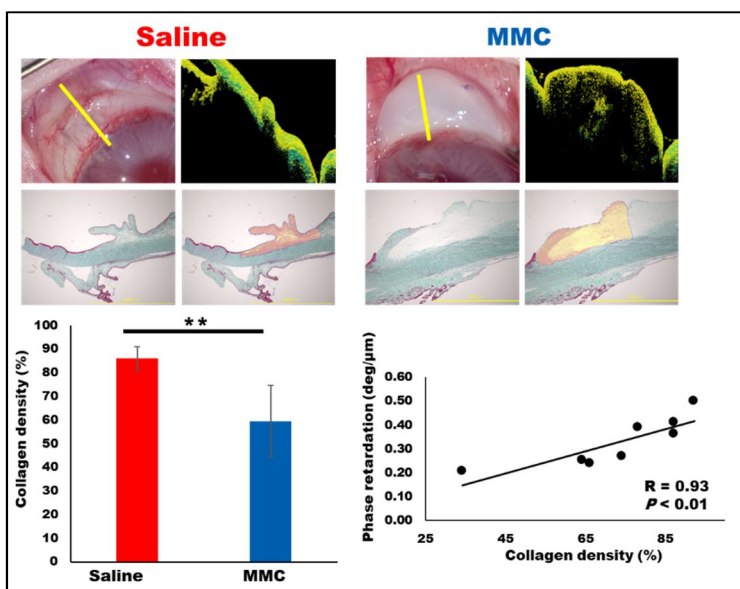 Saline
MMC
**
Collagen density (%)
100
90
80
70
60
50
40
30
20
10
0
Saline MMC
Phase retardation (deg/µm)
0.60
0.50
0.40
0.30
0.20
0.10
0.00
R = 0.93
P < 0.01
25 45 65 85
Collagen density (%)